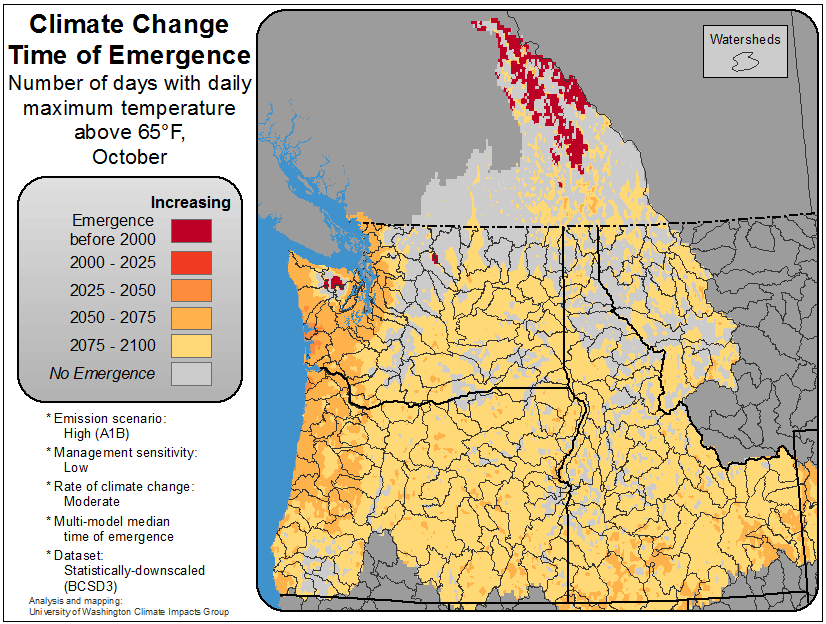 Climate Change
Time of Emergence
Number of days with daily
maximum temperature
above 65°F,
October
Watersheds
Increasing
Emergence
before 2000
2000 - 2025
2025 - 2050
2050 - 2075
2075 - 2100
No Emergence
* Emission scenario:
High (A1B)
* Management sensitivity:
Low
* Rate of climate change:
Moderate
* Multi-model median
time of emergence
* Dataset:
Statistically-downscaled
(BCSD3)
Analysis and mapping:
University of Washington Climate Impacts Group